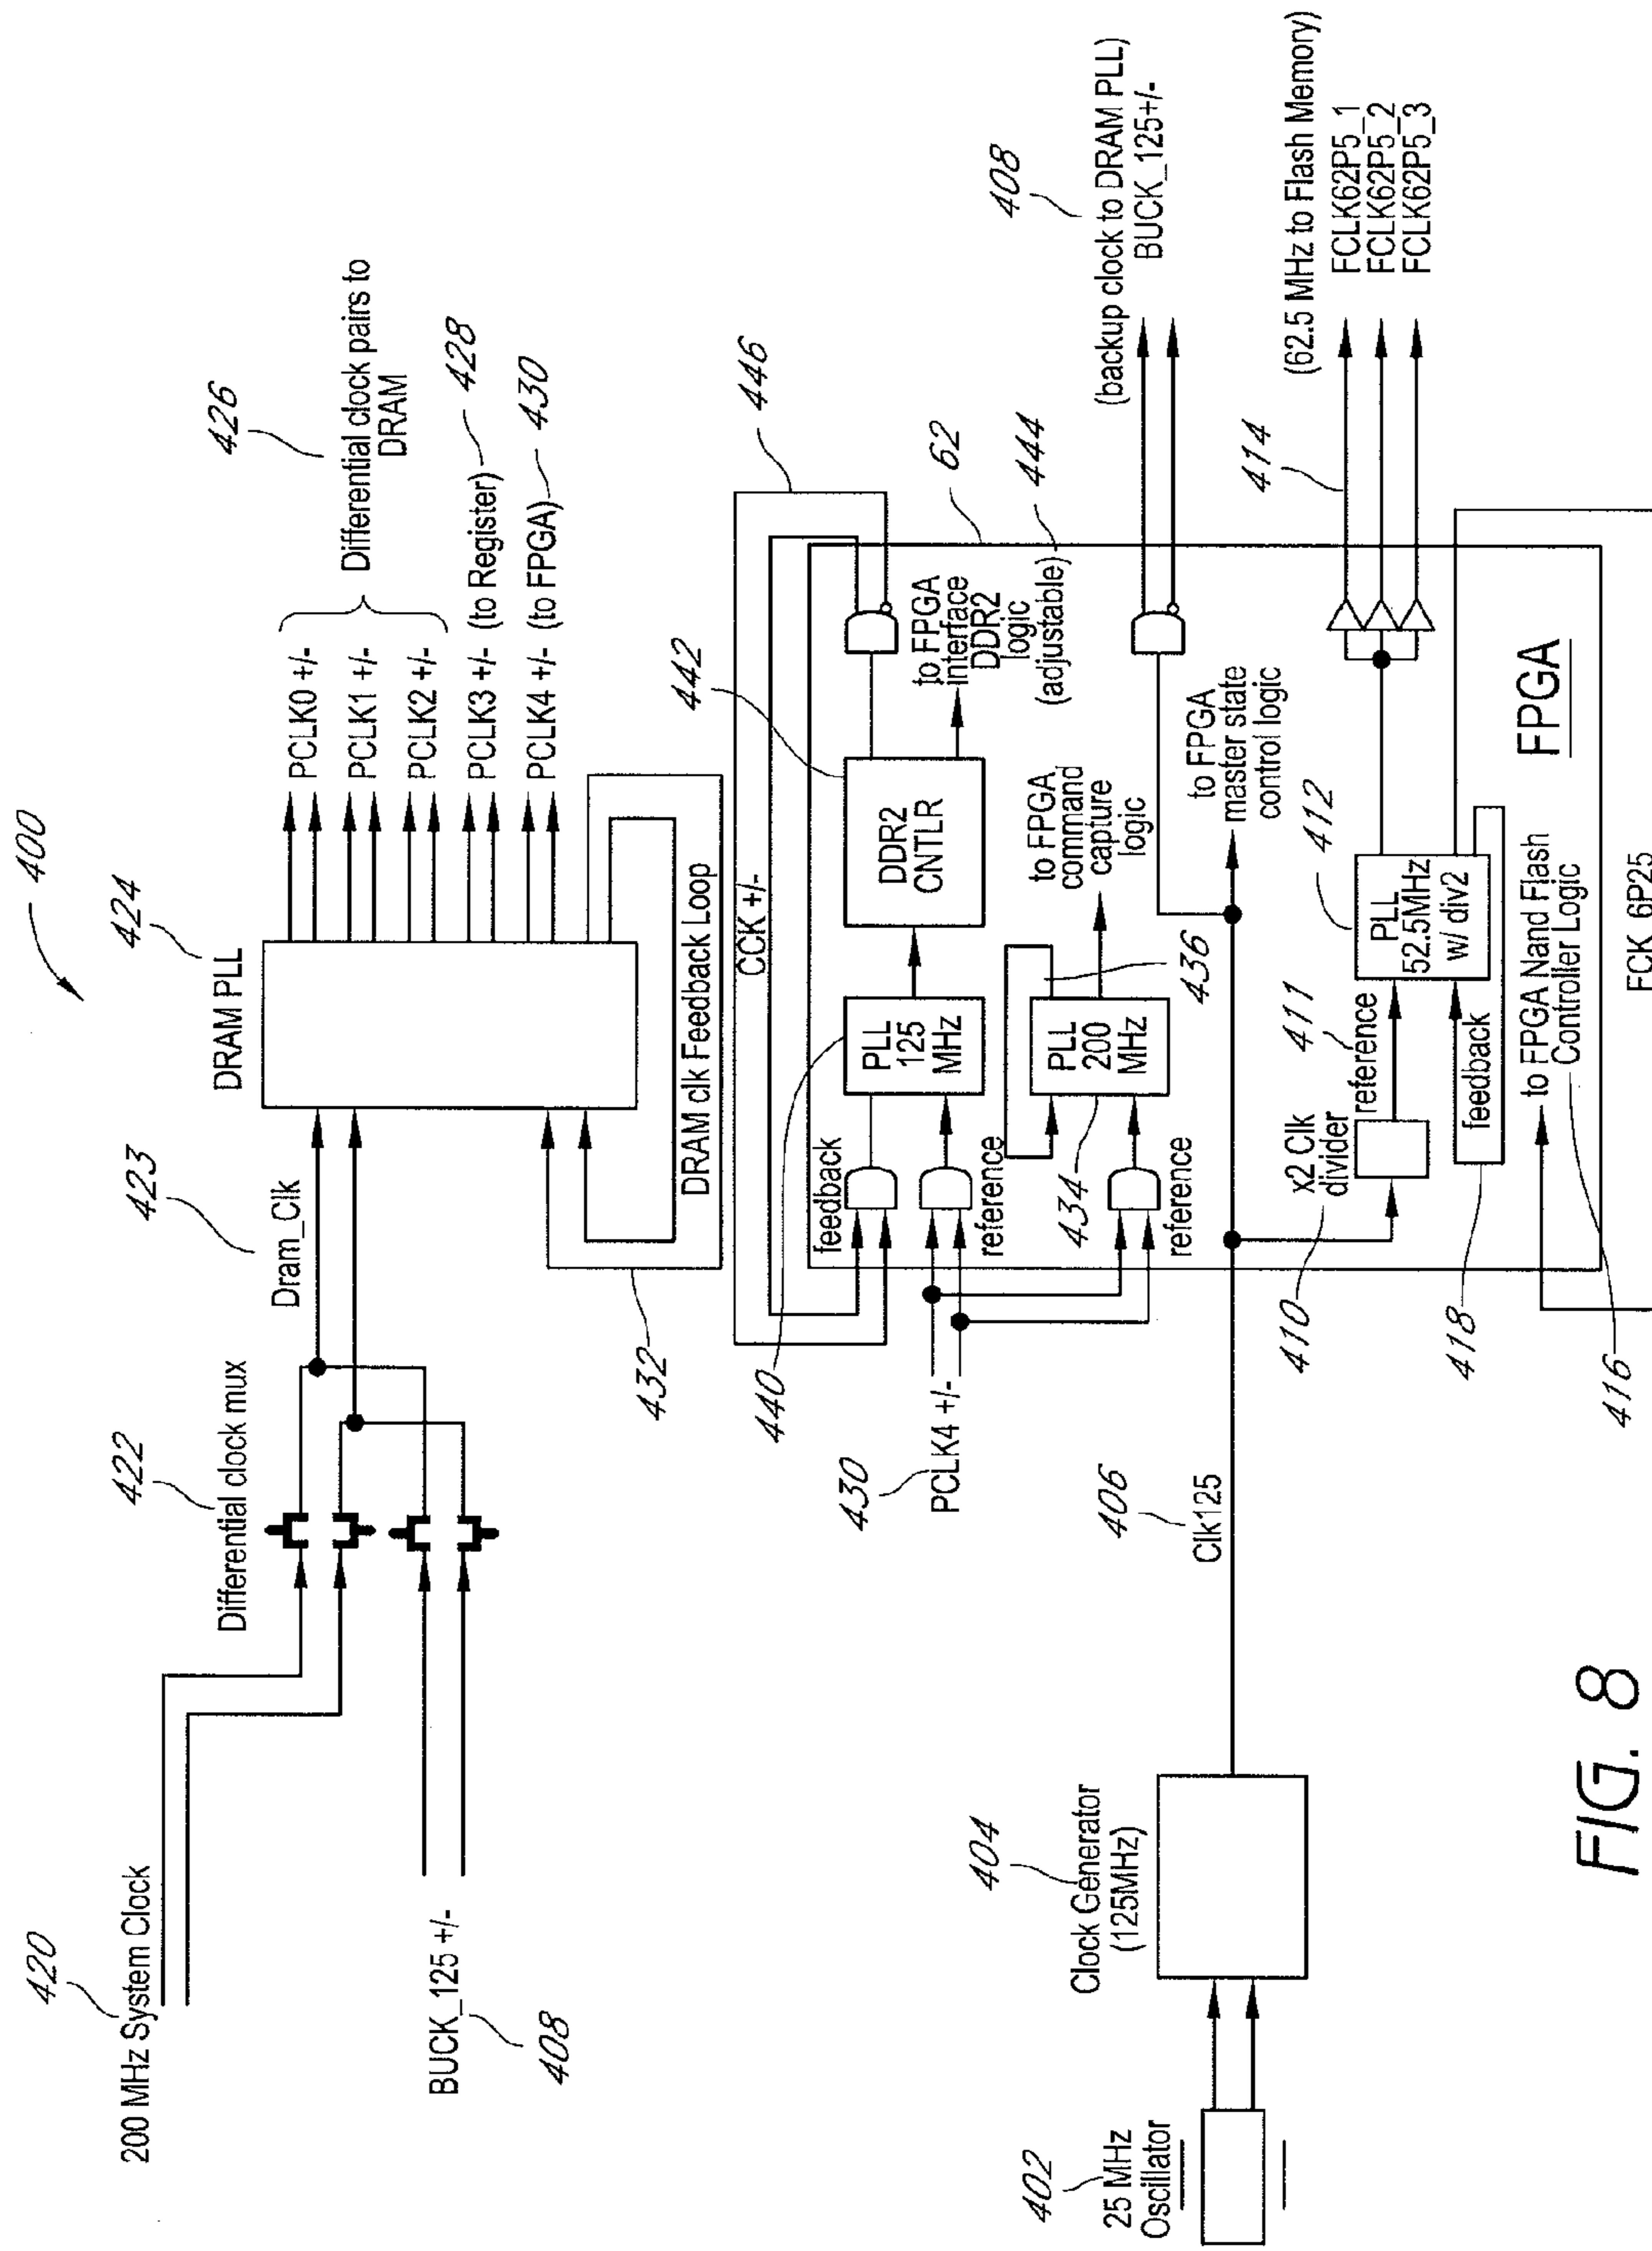 400
420
200 MHz System Clock
BUCK_125 +/-
408
422
Differential clock mux
423
Dram_Clk
424
DRAM PLL
432
DRAM clk Feedback Loop
PCLK0 +/-
PCLK1 +/-
PCLK2 +/-
PCLK3 +/- (to Register)
PCLK4 +/- (to FPGA)
426
Differential clock pairs to
DRAM
428
430
CCK +/-
446
440
feedback
reference
PLL
125
MHz
442
DDR2
CNTLR
to FPGA
interface
DDR2
logic
(adjustable)
62
444
430
PCLK4 +/-
434
reference
PLL
200
MHz
436
to FPGA
command
capture
logic
(backup clock to DRAM PLL)
BUCK_125+/-
408
402
25 MHz
Oscillator
404
Clock Generator
(125MHz)
406
Clk125
to FPGA
master state
control logic
410
x2 Clk
divider
411
reference
412
PLL
52.5MHz
w/ div2
feedback
418
414
(62.5 MHz to Flash Memory)
FCLK62P5_1
FCLK62P5_2
FCLK62P5_3
416
to FPGA Nand Flash
Controller Logic
FPGA
FCK_6P25
FIG. 8